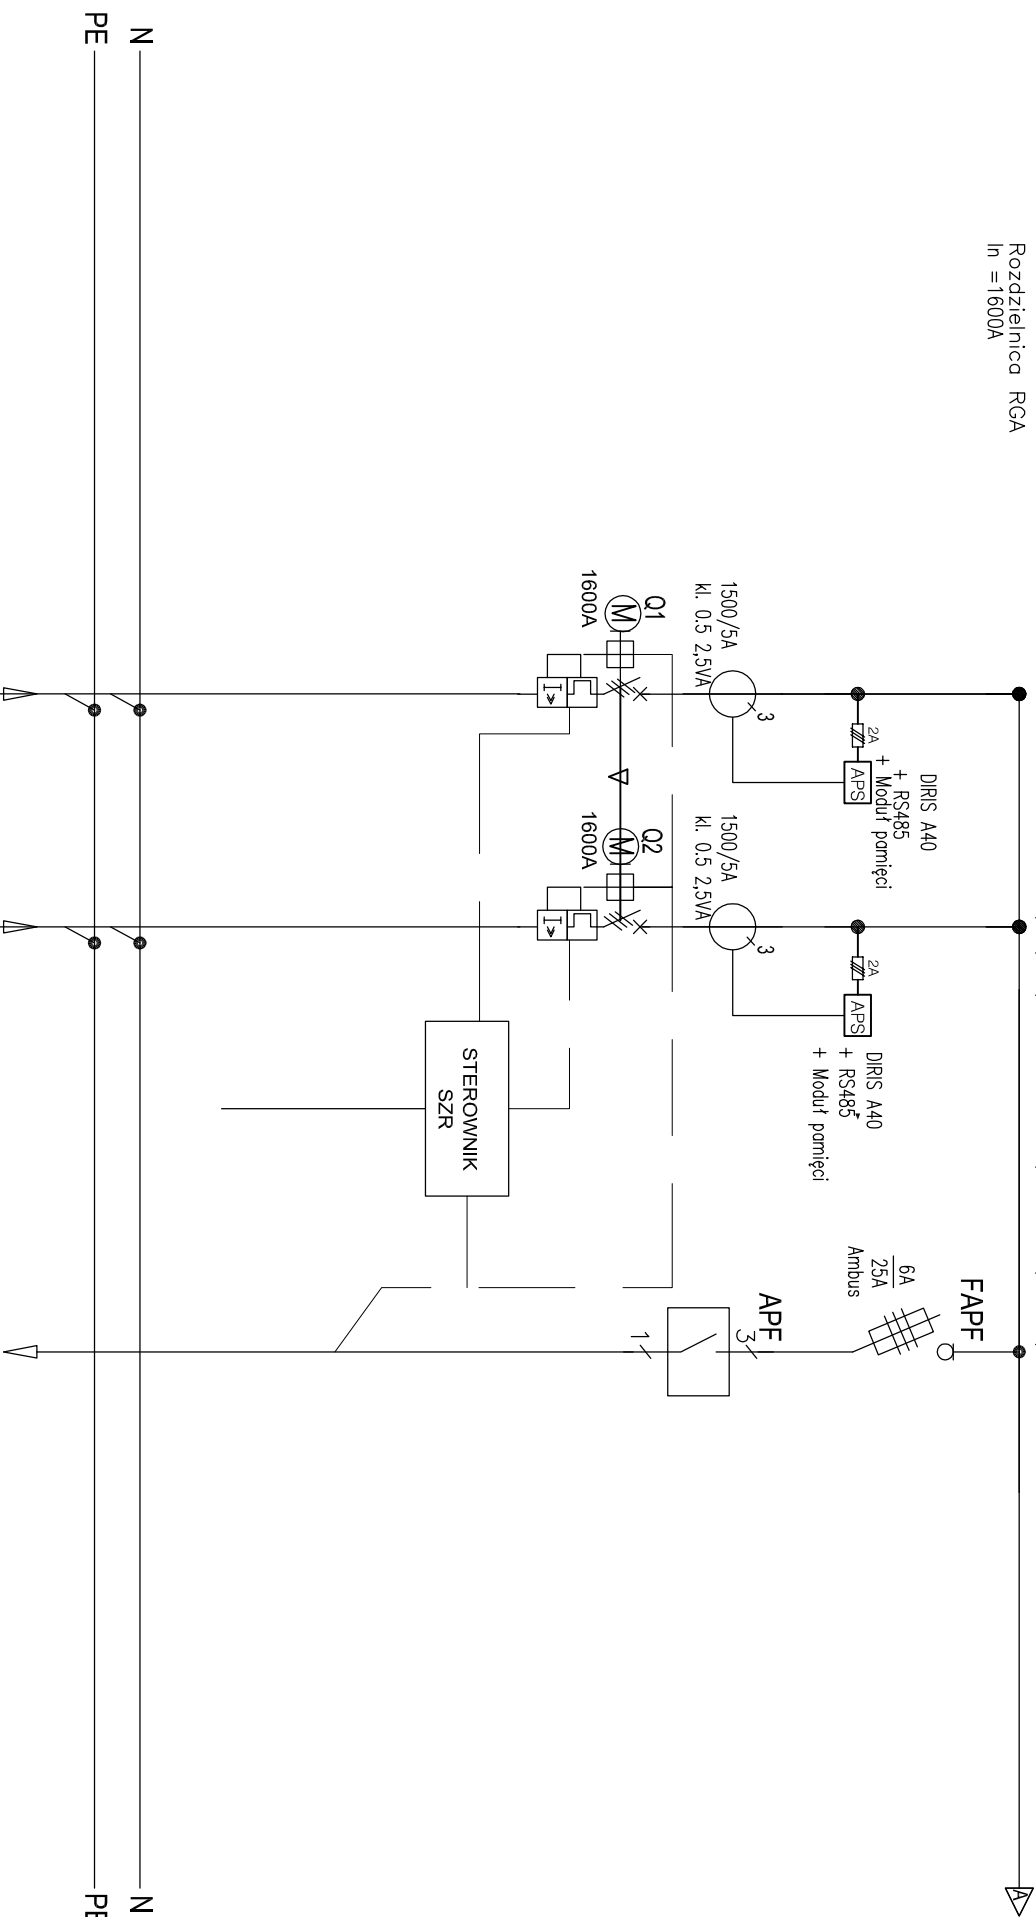 Rozdzielnica RGA
In =1600A
DIRIS A40
+ RS485
+ Moduł pamięci
2A
APS
1500/5A
kl. 0.5 2,5VA
3
Q1
M
1600A
I>
DIRIS A40
+ RS485
+ Moduł pamięci
2A
APS
1500/5A
kl. 0.5 2,5VA
3
Q2
M
1600A
I>
FAPF
6A
25A
Ambus
APF
3
1
STEROWNIK
SZR
A
N
N
PE
PE